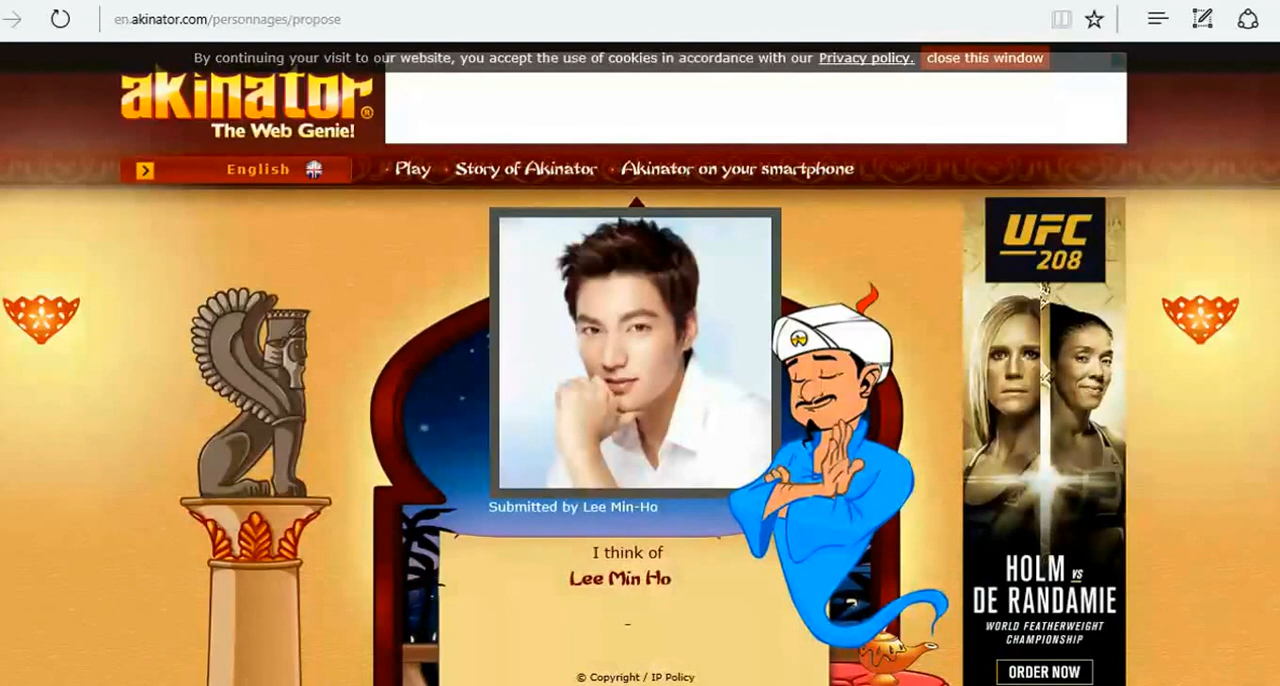 en.akinator.com/personnages/propose
By continuing your visit to our website, you accept the use of cookies in accordance with our Privacy policy. close this window
akinator®
The Web Genie!
English
· Play · Story of Akinator · Akinator on your smartphone
UFC
208
Submitted by Lee Min-Ho
I think of
Lee Min Ho
-
© Copyright / IP Policy
HOLM VS
DE RANDAMIE
WORLD FEATHERWEIGHT
CHAMPIONSHIP
ORDER NOW